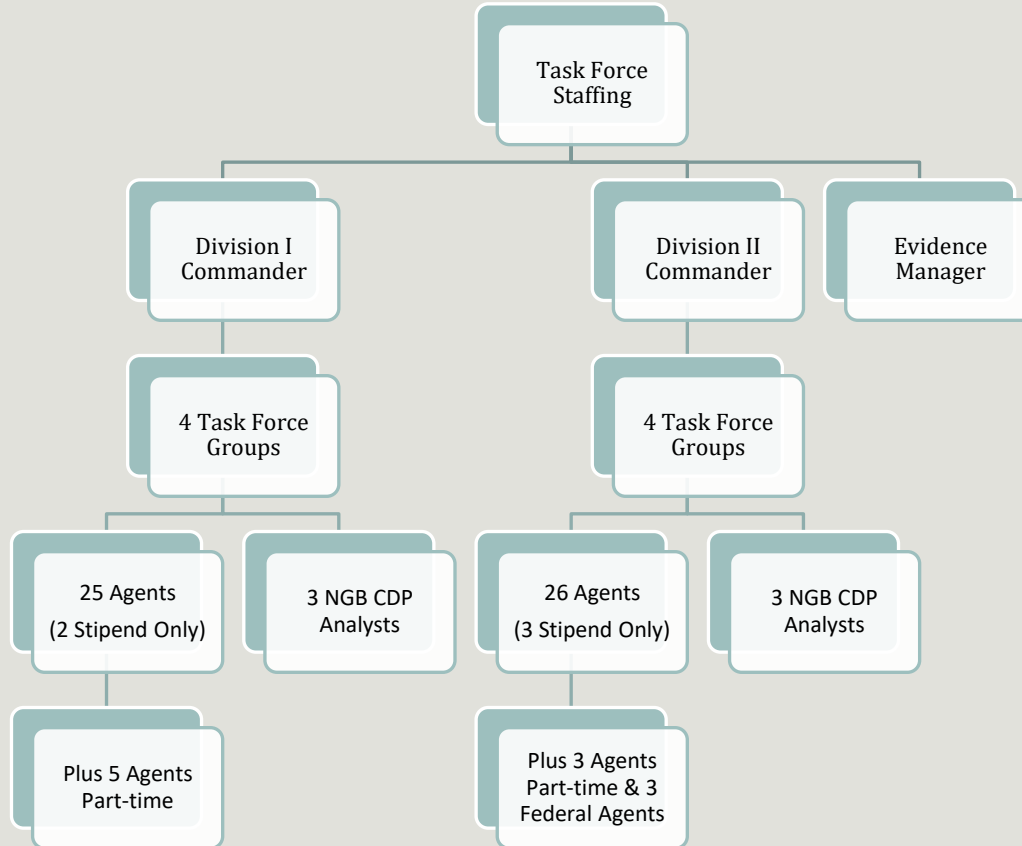 Task Force
Staffing
Division I
Commander
Division II
Commander
Evidence
Manager
4 Task Force
Groups
4 Task Force
Groups
25 Agents
(2 Stipend Only)
3 NGB CDP
Analysts
26 Agents
(3 Stipend Only)
3 NGB CDP
Analysts
Plus 5 Agents
Part-time
Plus 3 Agents
Part-time & 3
Federal Agents